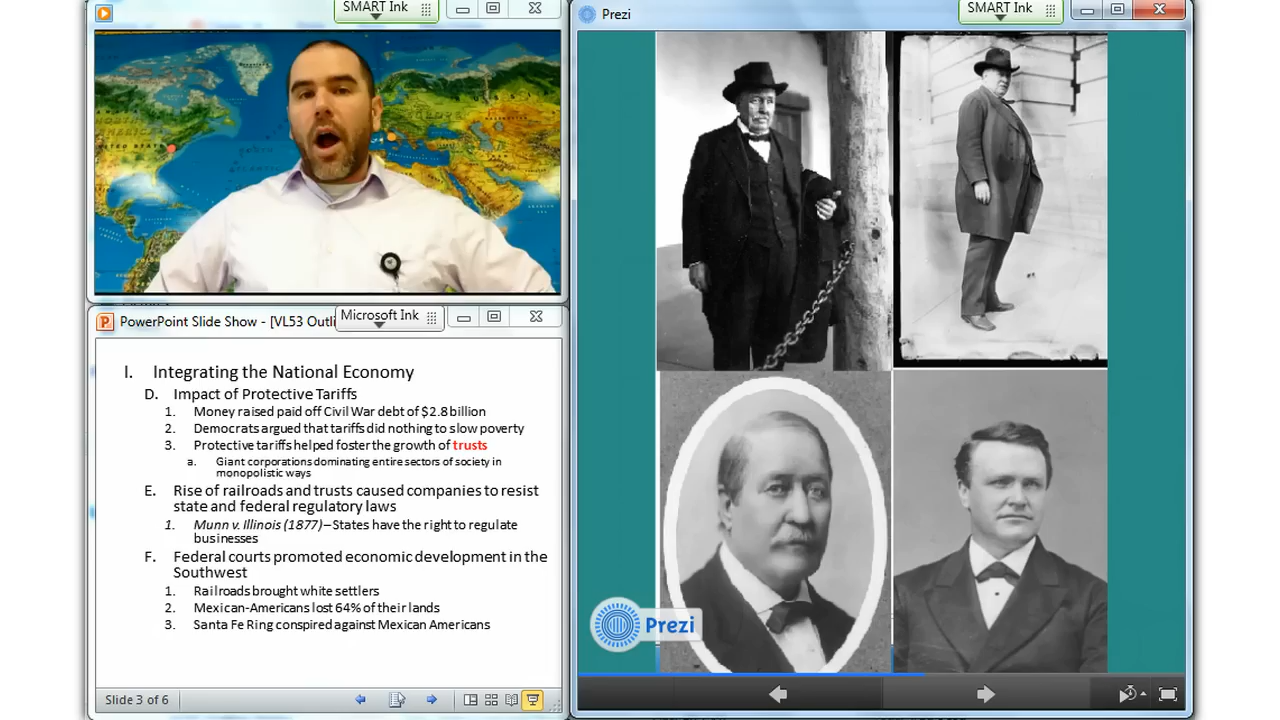 SMART Ink
PowerPoint Slide Show - [VL53 Outli
Microsoft Ink
I. Integrating the National Economy
D. Impact of Protective Tariffs
1. Money raised paid off Civil War debt of $2.8 billion
2. Democrats argued that tariffs did nothing to slow poverty
3. Protective tariffs helped foster the growth of trusts
a. Giant corporations dominating entire sectors of society in
monopolistic ways
E. Rise of railroads and trusts caused companies to resist
state and federal regulatory laws
1. Munn v. Illinois (1877) – States have the right to regulate
businesses
F. Federal courts promoted economic development in the
Southwest
1. Railroads brought white settlers
2. Mexican-Americans lost 64% of their lands
3. Santa Fe Ring conspired against Mexican Americans
Slide 3 of 6
Prezi
SMART Ink
Prezi